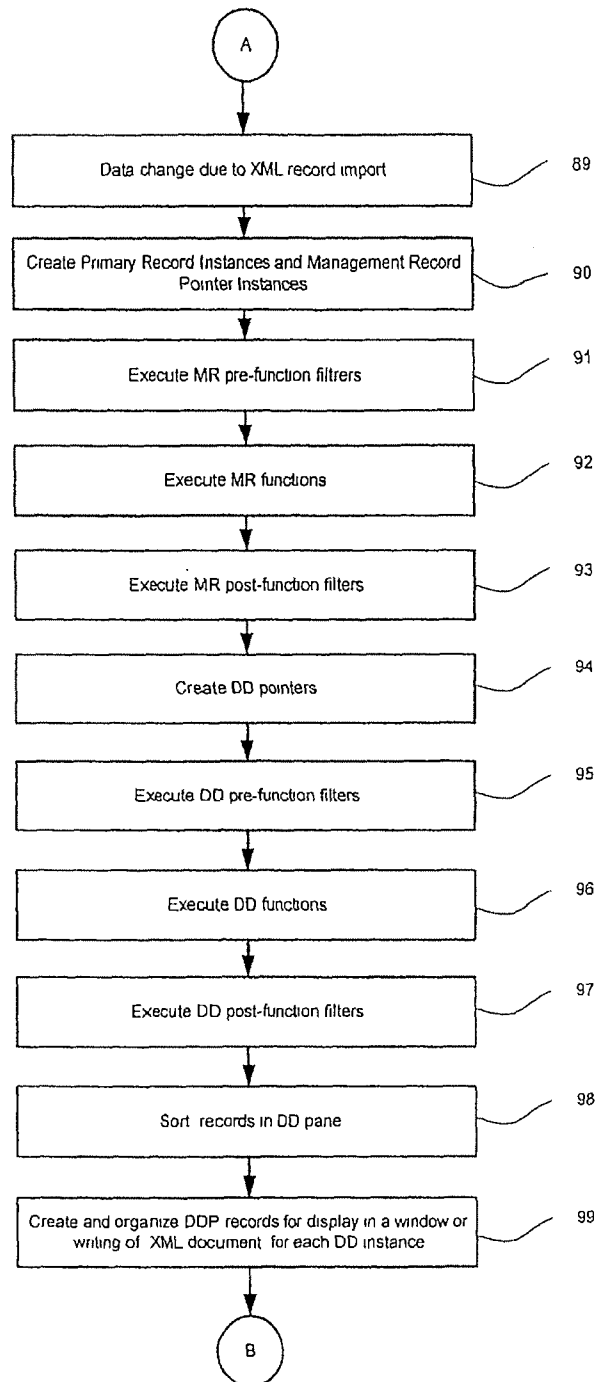 A
Data change due to XML record import
89
Create Primary Record Instances and Management Record
Pointer Instances
90
Execute MR pre-function filtrers
91
Execute MR functions
92
Execute MR post-function filters
93
Create DD pointers
94
Execute DD pre-function filters
95
Execute DD functions
96
Execute DD post-function filters
97
Sort records in DD pane
98
Create and organize DDP records for display in a window or
writing of XML document for each DD instance
99
B